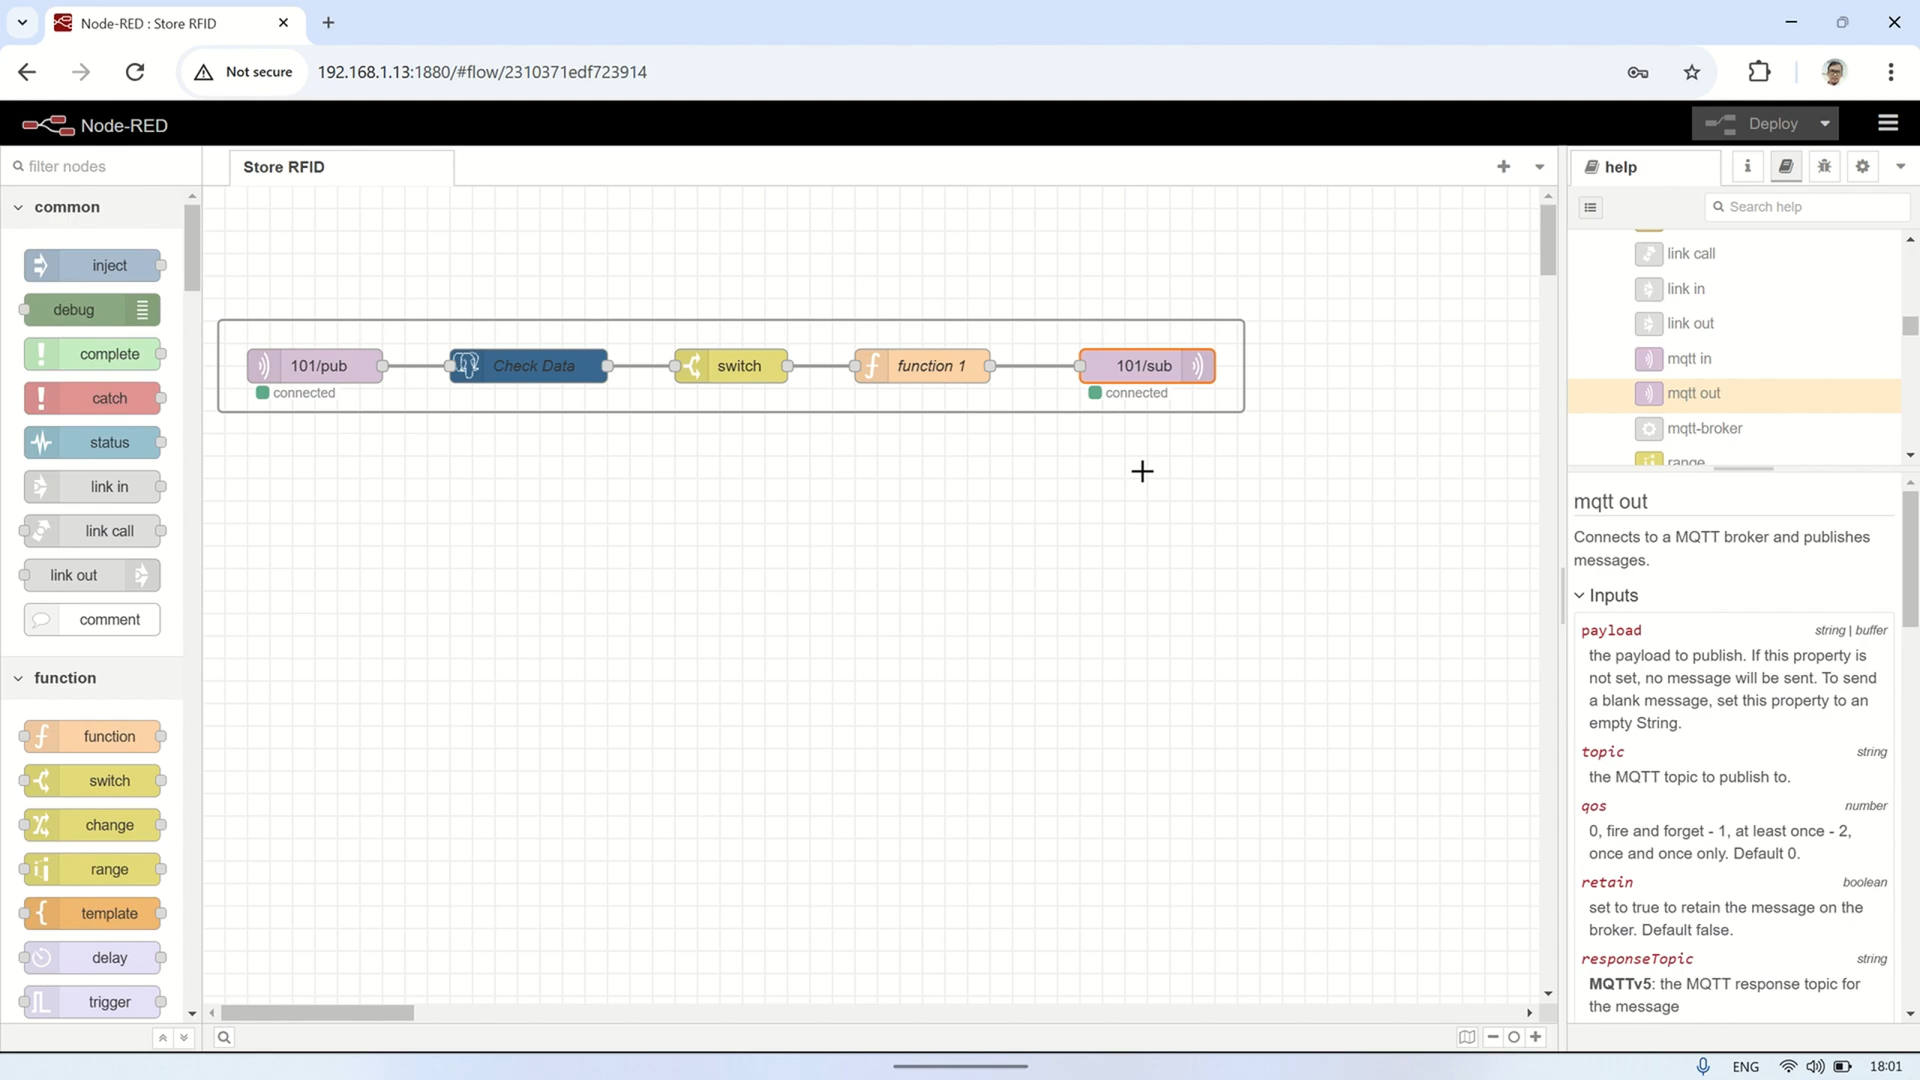 Node-RED : Store RFID
Not secure
192.168.1.13:1880/#flow/2310371edf723914
Node-RED
Deploy
filter nodes
common
inject
debug
complete
catch
status
link in
link call
link out
comment
function
function
switch
change
range
template
delay
trigger
Store RFID
101/pub
connected
Check Data
switch
function 1
101/sub
connected
help
Search help
link call
link in
link out
mqtt in
mqtt out
mqtt-broker
range
mqtt out
Connects to a MQTT broker and publishes
messages.
Inputs
payload string | buffer
the payload to publish. If this property is
not set, no message will be sent. To send
a blank message, set this property to an
empty String.
topic string
the MQTT topic to publish to.
qos number
0, fire and forget - 1, at least once - 2,
once and once only. Default 0.
retain boolean
set to true to retain the message on the
broker. Default false.
responseTopic string
MQTTv5: the MQTT response topic for
the message
ENG 18:01